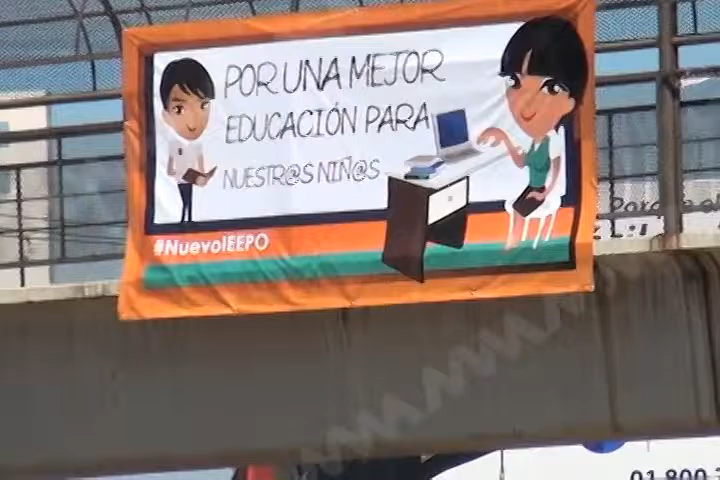 POR UNA MEJOR
EDUCACIÓN PARA
NUESTR@S NIÑ@S
#NuevoIEEPO
01 800